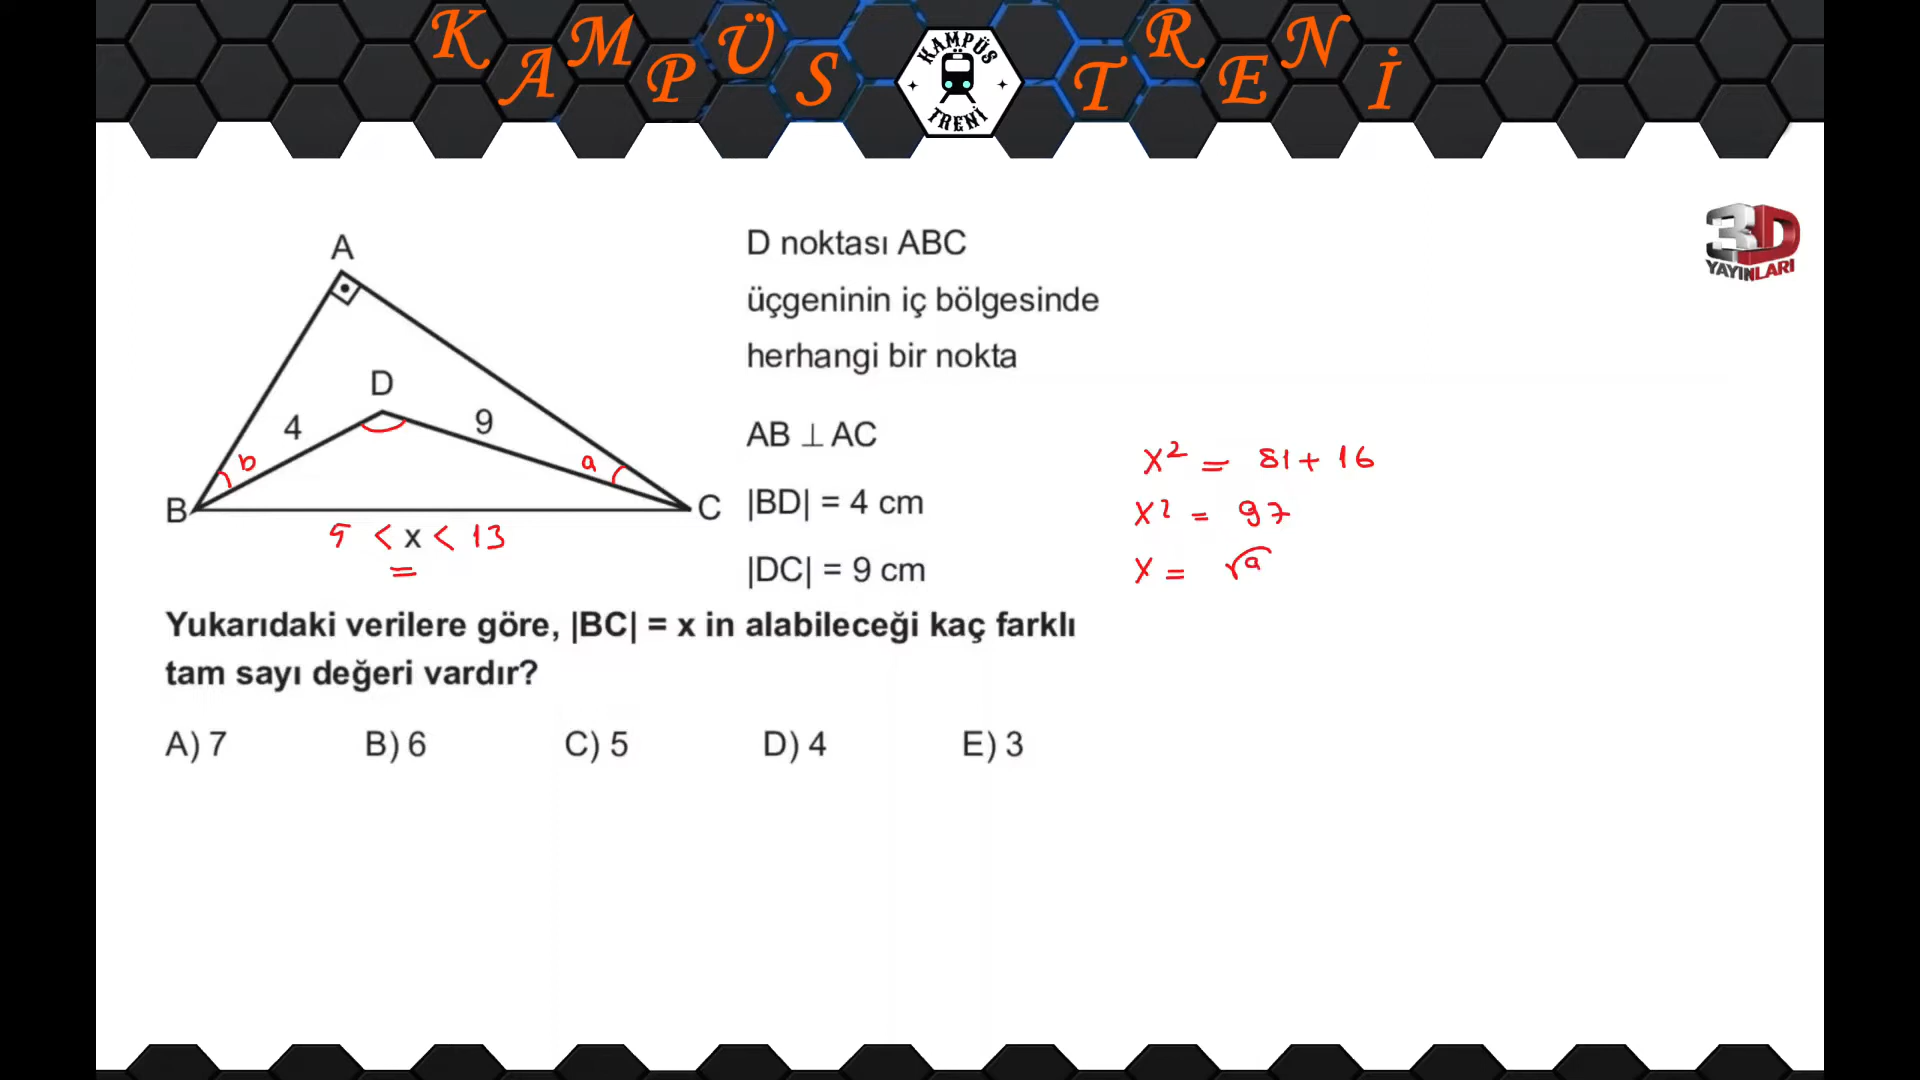 KAMPÜS TRENİ
KAMPÜS
TRENİ
3D
YAYINLARI
A
D
4
9
b
a
B
C
5 < x < 13
=
D noktası ABC
üçgeninin iç bölgesinde
herhangi bir nokta
AB ⊥ AC
|BD| = 4 cm
|DC| = 9 cm
x² = 81 + 16
x² = 97
x = √9
Yukarıdaki verilere göre, |BC| = x in alabileceği kaç farklı
tam sayı değeri vardır?
A) 7 B) 6 C) 5 D) 4 E) 3